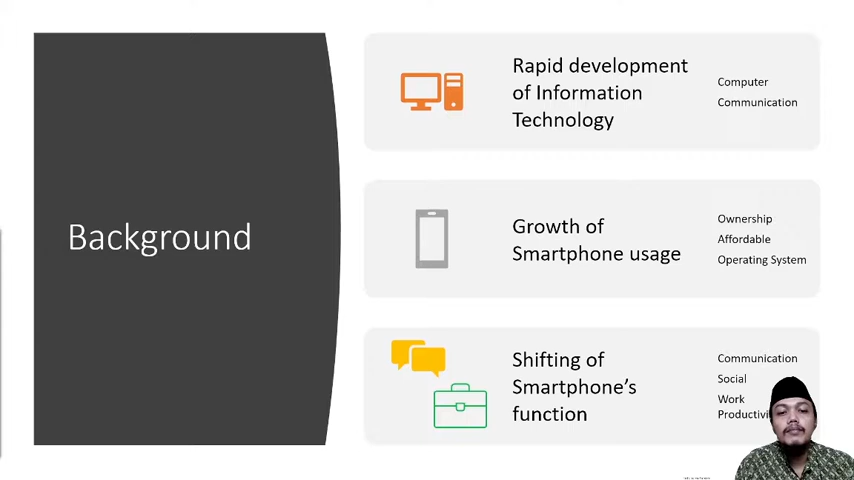 Background
Rapid development
of Information
Technology
Computer
Communication
Growth of
Smartphone usage
Ownership
Affordable
Operating System
Shifting of
Smartphone's
function
Communication
Social
Work